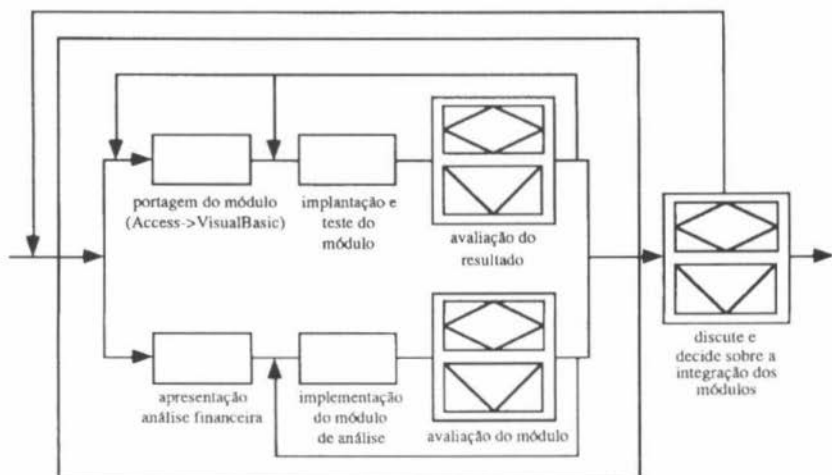 portagem do módulo
(Access->VisualBasic)
implantação e
teste do
módulo
avaliação do
resultado
discute e
decide sobre a
integração dos
módulos
apresentação
análise financeira
implementação
do módulo
de análise
avaliação do módulo